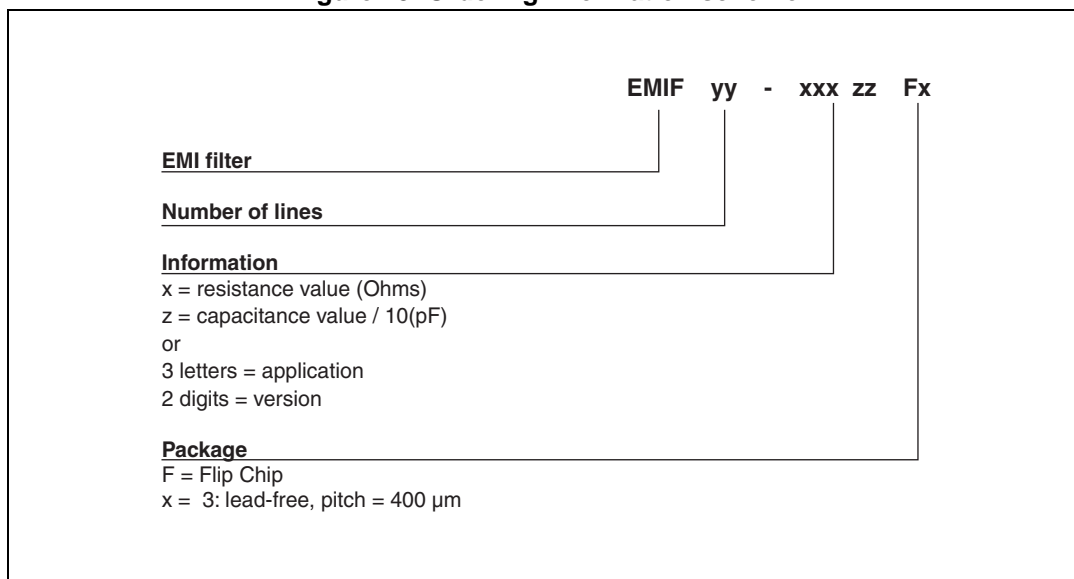 EMIF yy - xxx zz Fx
EMI filter
Number of lines
Information
x = resistance value (Ohms)
z = capacitance value / 10(pF)
or
3 letters = application
2 digits = version
Package
F = Flip Chip
x = 3: lead-free, pitch = 400 µm